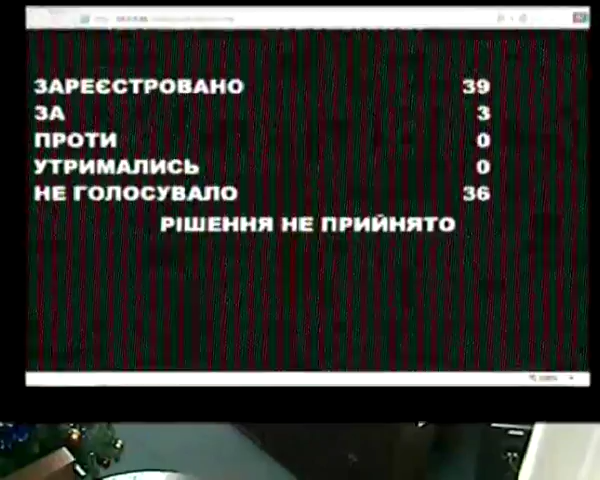 ЗАРЕЄСТРОВАНО 39
ЗА 3
ПРОТИ 0
УТРИМАЛИСЬ 0
НЕ ГОЛОСУВАЛО 36
РІШЕННЯ НЕ ПРИЙНЯТО